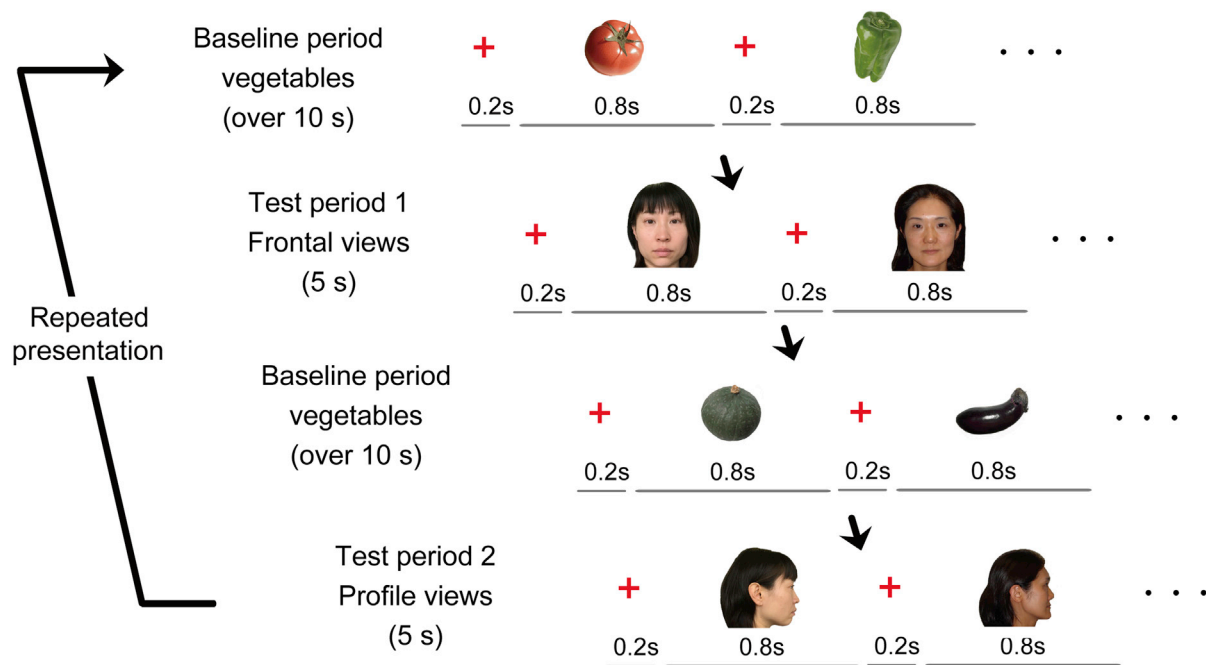 Baseline period
vegetables
(over 10 s)
+ +
. . .
0.2s 0.8s 0.2s 0.8s
Test period 1
Frontal views
(5 s)
+ +
. . .
0.2s 0.8s 0.2s 0.8s
Repeated
presentation
Baseline period
vegetables
(over 10 s)
+ +
. . .
0.2s 0.8s 0.2s 0.8s
Test period 2
Profile views
(5 s)
+ +
. . .
0.2s 0.8s 0.2s 0.8s